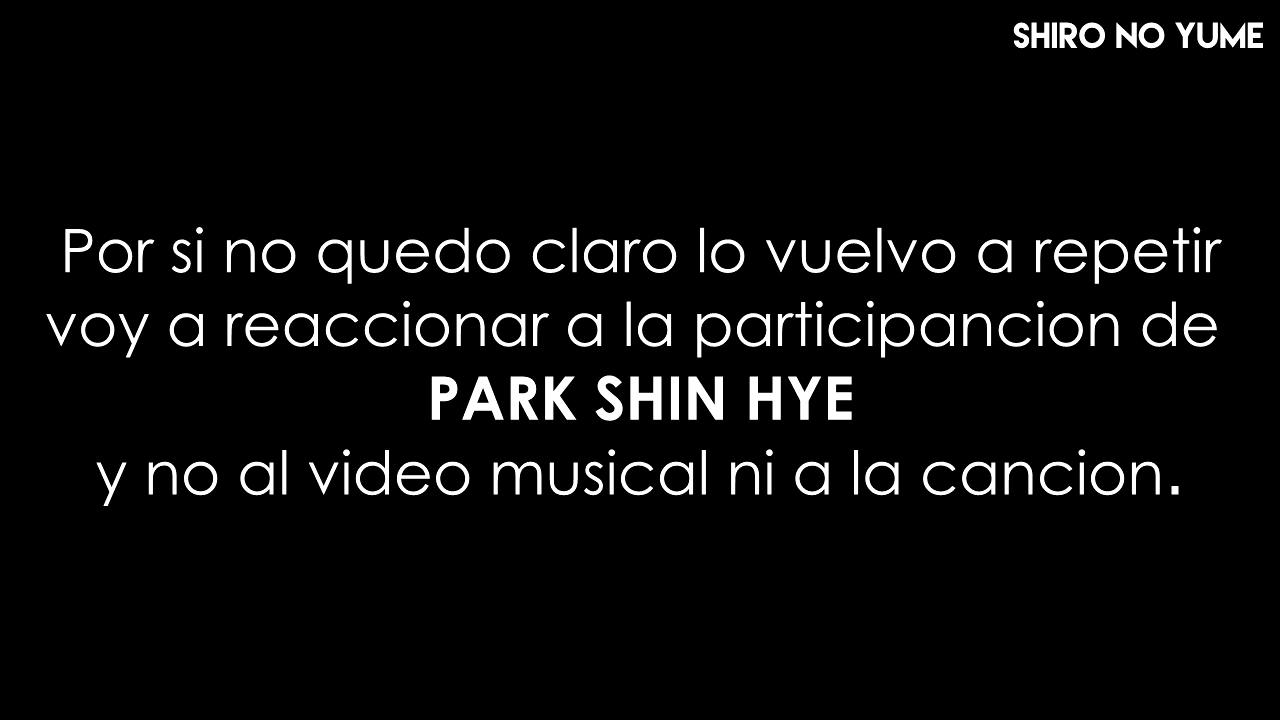 SHIRO NO YUME
Por si no quedo claro lo vuelvo a repetir
voy a reaccionar a la participancion de
PARK SHIN HYE
y no al video musical ni a la cancion.